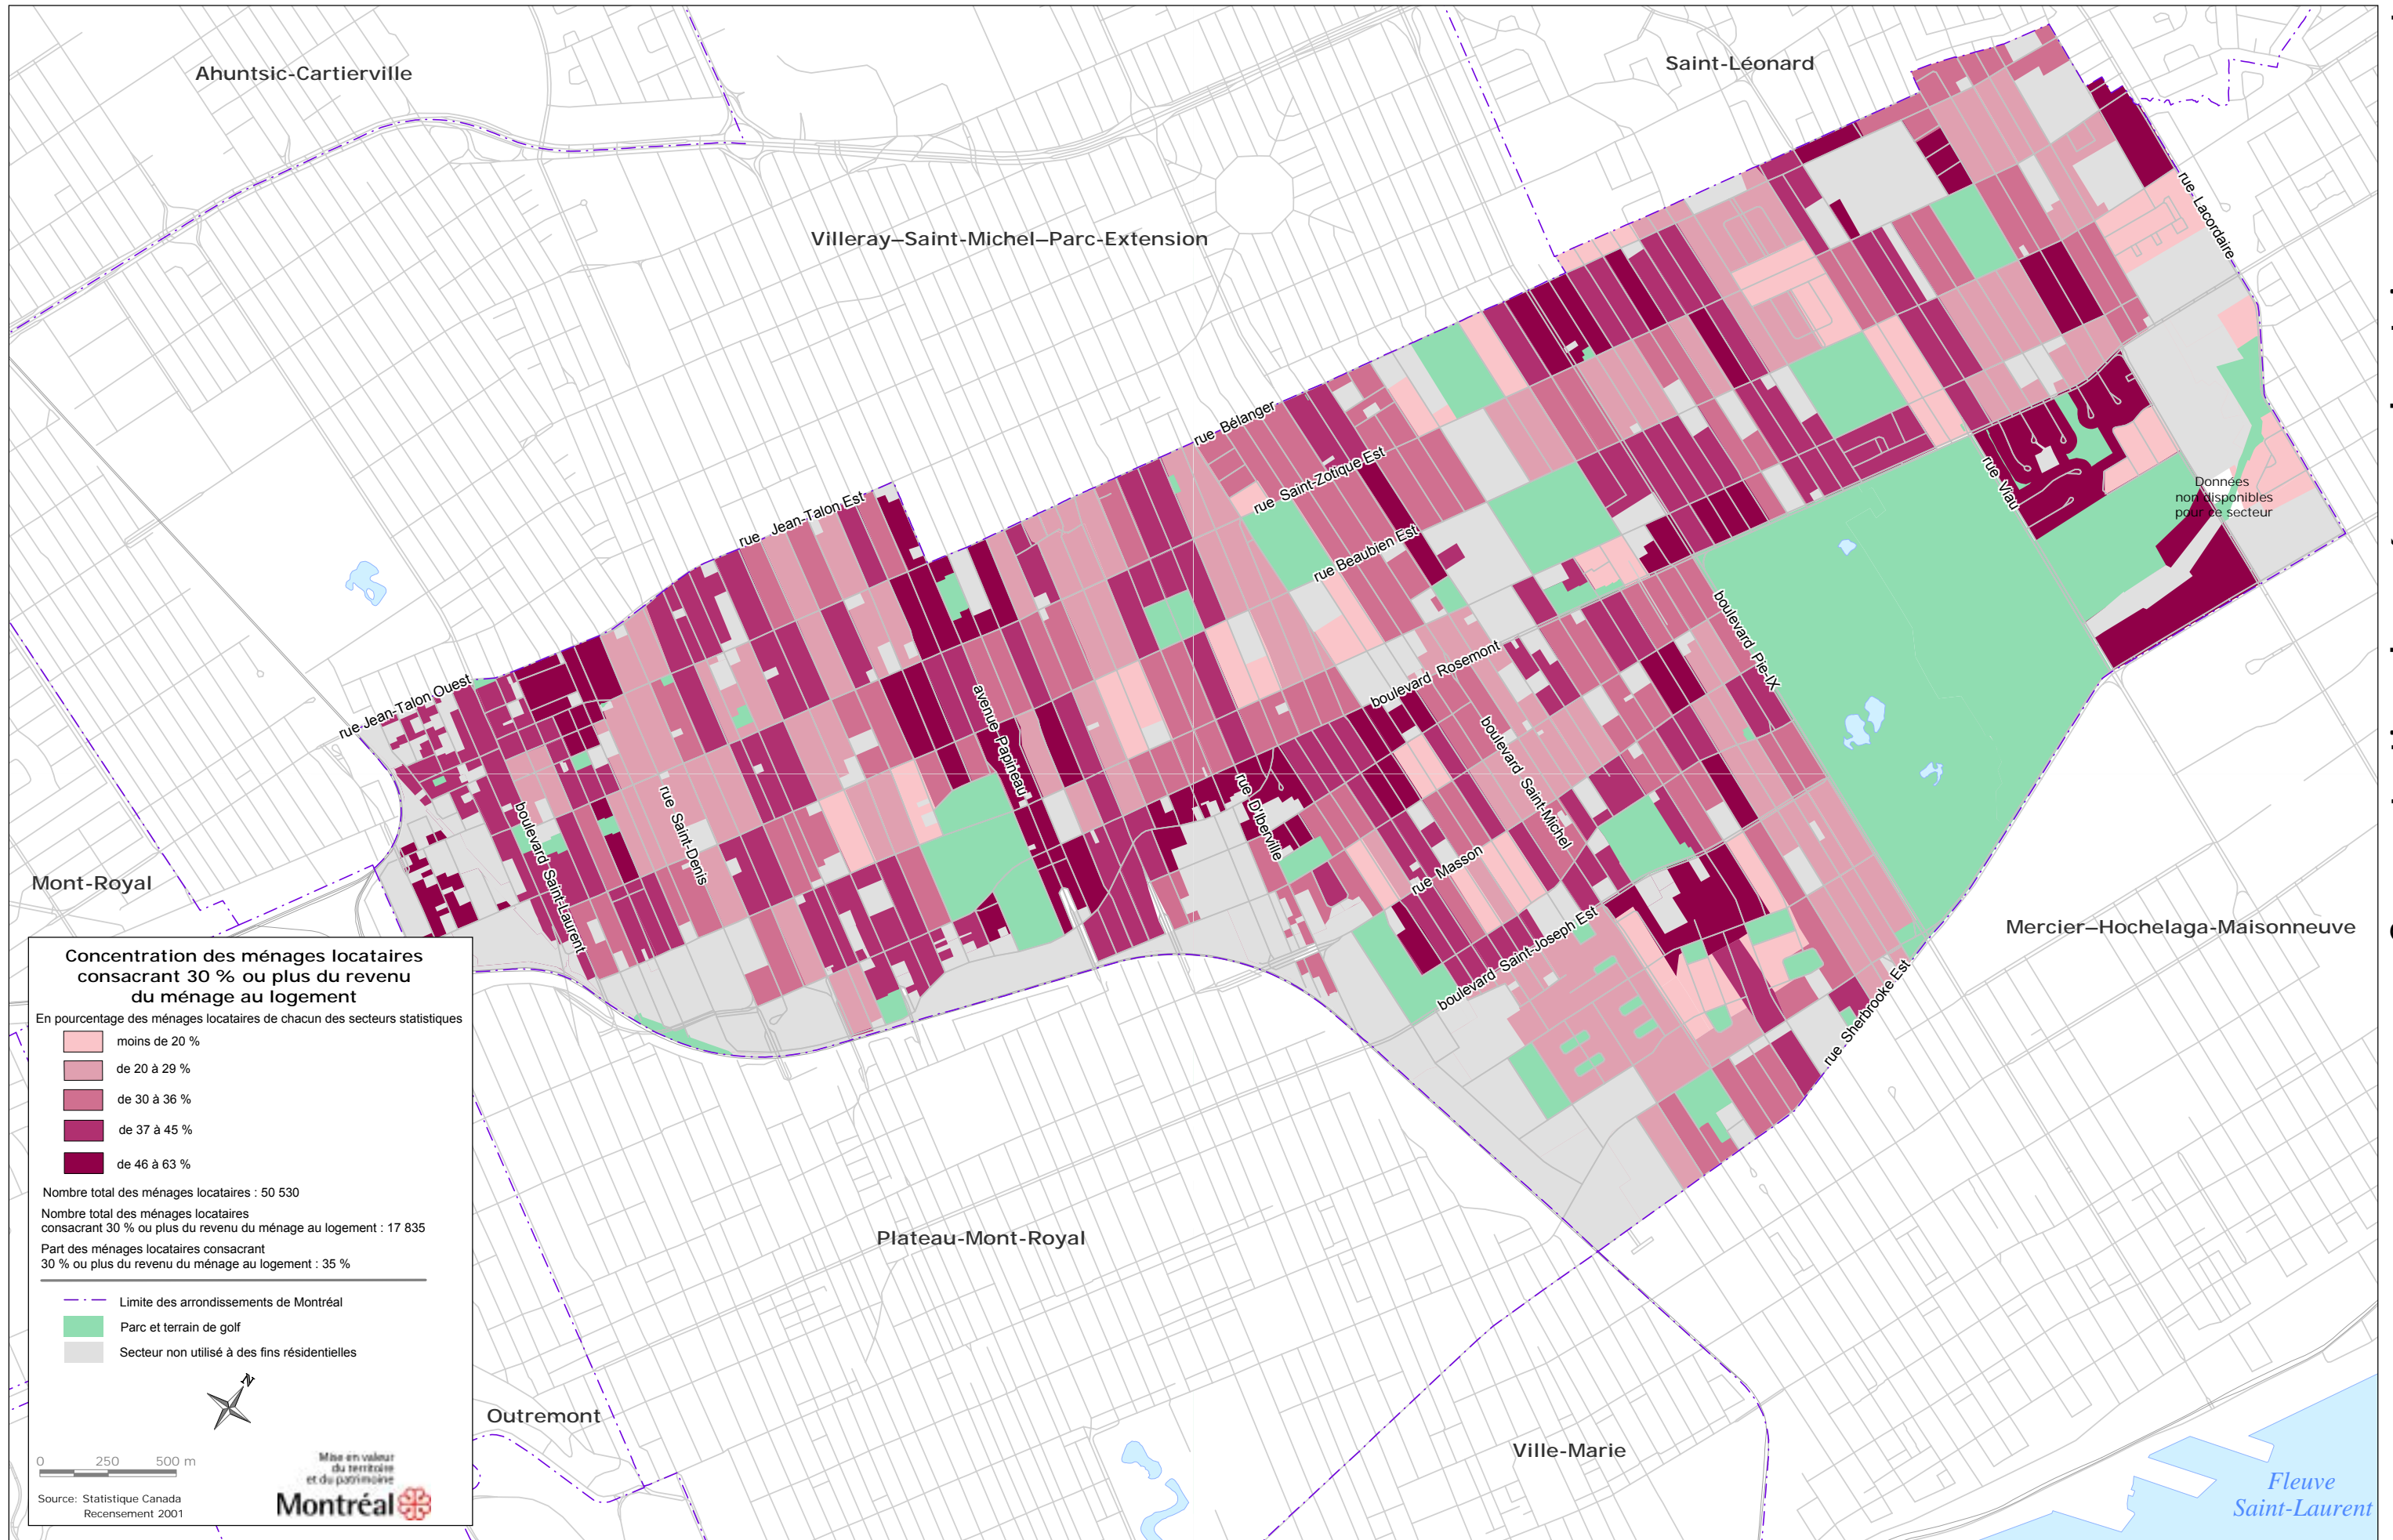 Ahuntsic-Cartierville
Saint-Léonard
Villeray–Saint-Michel–Parc-Extension
rue Lacordaire
rue Bélanger
rue Saint-Zotique Est
rue Jean-Talon Est
rue Beaubien Est
rue Viau
Données
non disponibles
pour ce secteur
boulevard Pie-IX
boulevard Rosemont
rue Jean-Talon Ouest
avenue Papineau
boulevard Saint-Michel
rue D'Iberville
rue Saint-Denis
boulevard Saint-Laurent
rue Masson
boulevard Saint-Joseph Est
rue Sherbrooke Est
Mont-Royal
Mercier–Hochelaga-Maisonneuve
Plateau-Mont-Royal
Outremont
Ville-Marie
Fleuve
Saint-Laurent
Concentration des ménages locataires
consacrant 30 % ou plus du revenu
du ménage au logement
En pourcentage des ménages locataires de chacun des secteurs statistiques
moins de 20 %
de 20 à 29 %
de 30 à 36 %
de 37 à 45 %
de 46 à 63 %
Nombre total des ménages locataires : 50 530
Nombre total des ménages locataires
consacrant 30 % ou plus du revenu du ménage au logement : 17 835
Part des ménages locataires consacrant
30 % ou plus du revenu du ménage au logement : 35 %
Limite des arrondissements de Montréal
Parc et terrain de golf
Secteur non utilisé à des fins résidentielles
N
0 250 500 m
Source: Statistique Canada
Recensement 2001
Mise en valeur
du territoire
et du patrimoine
Montréal